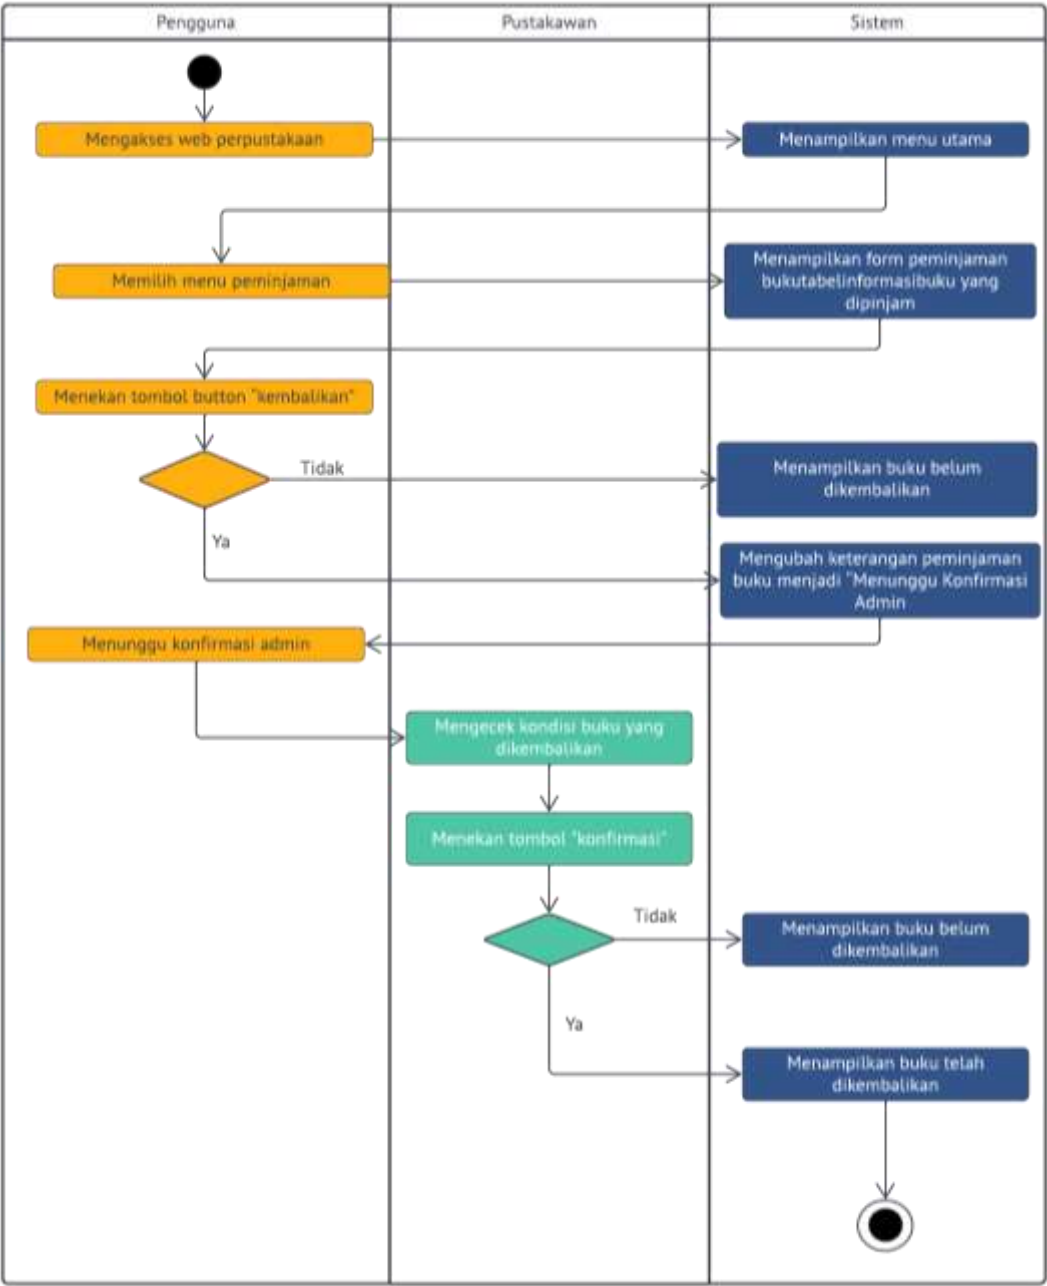 Pengguna
Pustakawan
Sistem
Mengakses web perpustakaan
Menampilkan menu utama
Memilih menu peminjaman
Menampilkan form peminjaman
bukutabelinformasibuku yang
dipinjam
Menekan tombol button "kembalikan"
Tidak
Menampilkan buku belum
dikembalikan
Ya
Mengubah keterangan peminjaman
buku menjadi "Menunggu Konfirmasi
Admin
Menunggu konfirmasi admin
Mengecek kondisi buku yang
dikembalikan
Menekan tombol "konfirmasi"
Tidak
Menampilkan buku belum
dikembalikan
Ya
Menampilkan buku telah
dikembalikan